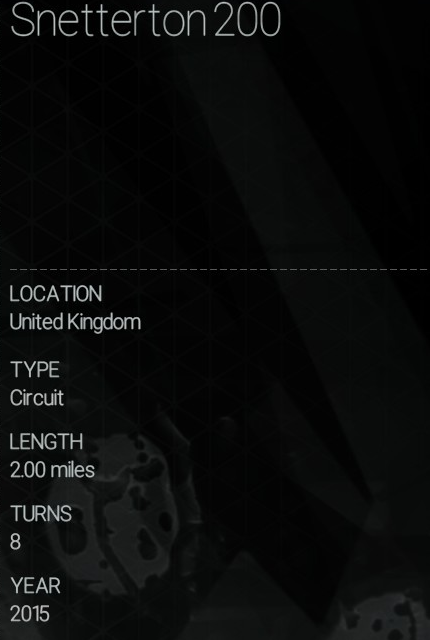 Snetterton 200
LOCATION
United Kingdom
TYPE
Circuit
LENGTH
2.00 miles
TURNS
8
YEAR
2015